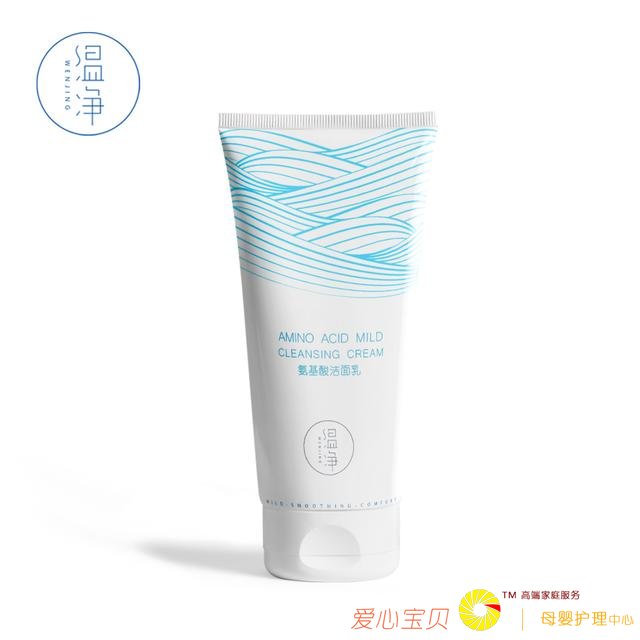 温净
WENJING
AMINO ACID MILD
CLEANSING CREAM
氨基酸洁面乳
温净
WENJING
MILD·SMOOTHING·COMFORT
爱心宝贝
TM 高端家庭服务
母婴护理中心